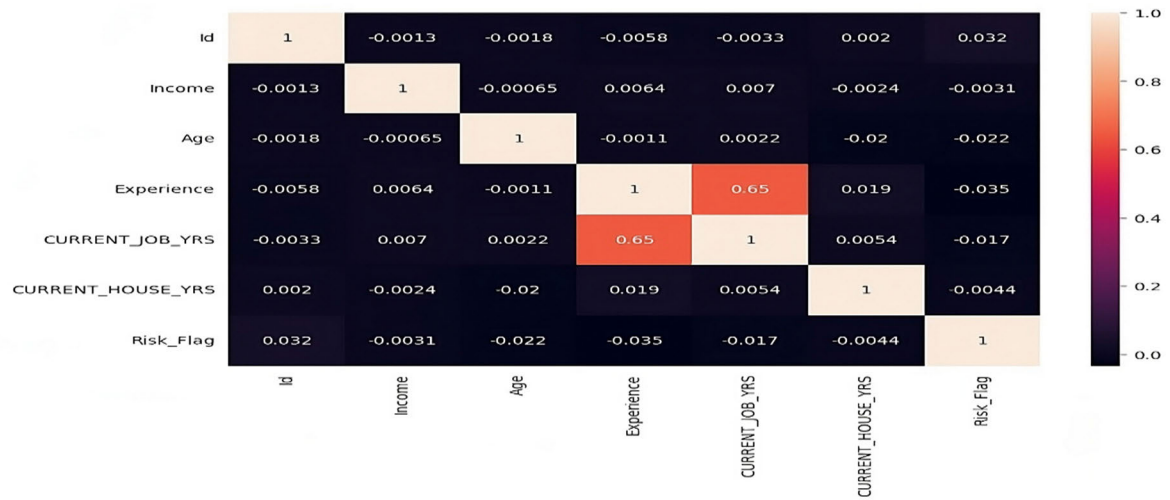 1.0
Id 1 -0.0013 -0.0018 -0.0058 -0.0033 0.002 0.032
0.8
Income -0.0013 1 -0.00065 0.0064 0.007 -0.0024 -0.0031
Age -0.0018 -0.00065 1 -0.0011 0.0022 -0.02 -0.022
0.6
Experience -0.0058 0.0064 -0.0011 1 0.65 0.019 -0.035
0.4
CURRENT_JOB_YRS -0.0033 0.007 0.0022 0.65 1 0.0054 -0.017
0.2
CURRENT_HOUSE_YRS 0.002 -0.0024 -0.02 0.019 0.0054 1 -0.0044
Risk_Flag 0.032 -0.0031 -0.022 -0.035 -0.017 -0.0044 1
0.0
Id
Income
Age
Experience
CURRENT_JOB_YRS
CURRENT_HOUSE_YRS
Risk_Flag